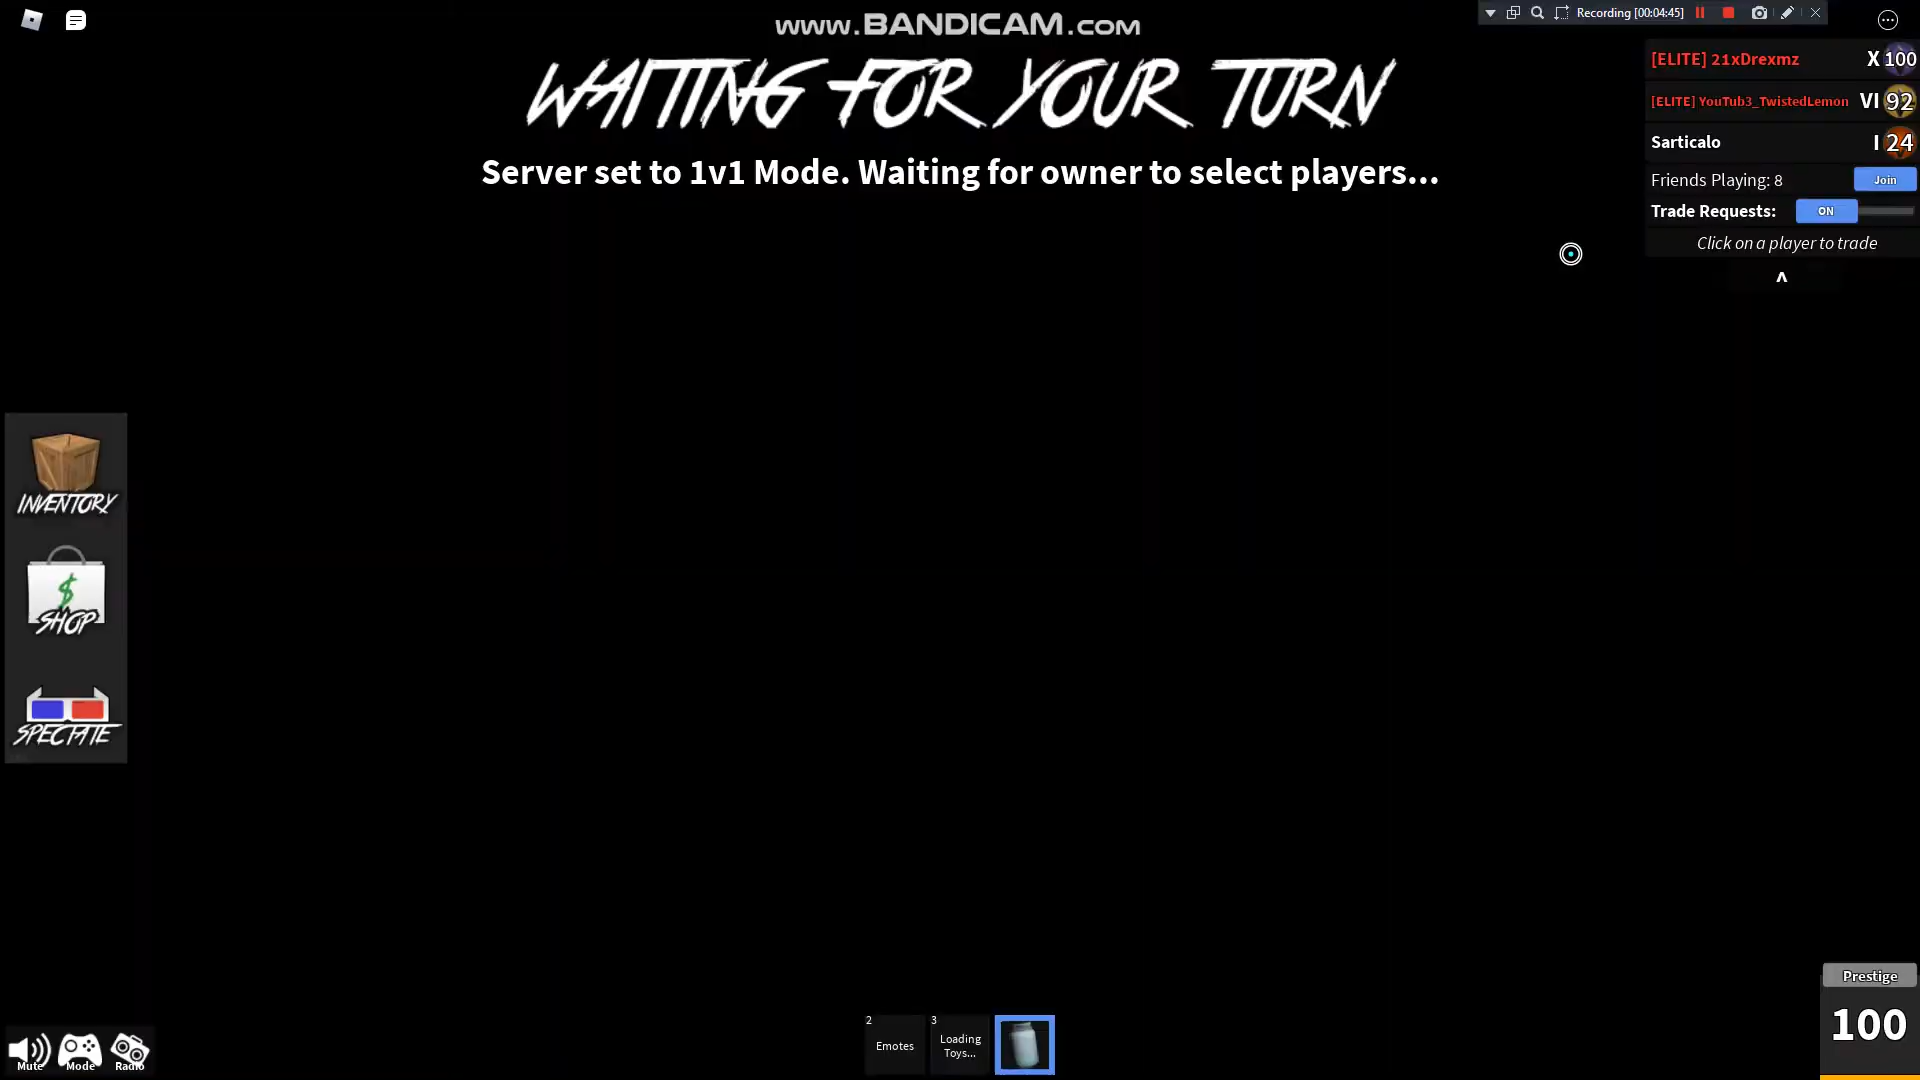 www.BANDICAM.com
Recording [00:04:45]
WAITING FOR YOUR TURN
Server set to 1v1 Mode. Waiting for owner to select players...
[ELITE] 21xDrexmz X 100
[ELITE] YouTub3_TwistedLemon VI 92
Sarticalo I 24
Friends Playing: 8 Join
Trade Requests: ON
Click on a player to trade
^
INVENTORY
$
SHOP
SPECTATE
Mute Mode Radio
2
Emotes
3
Loading
Toys...
Prestige
100